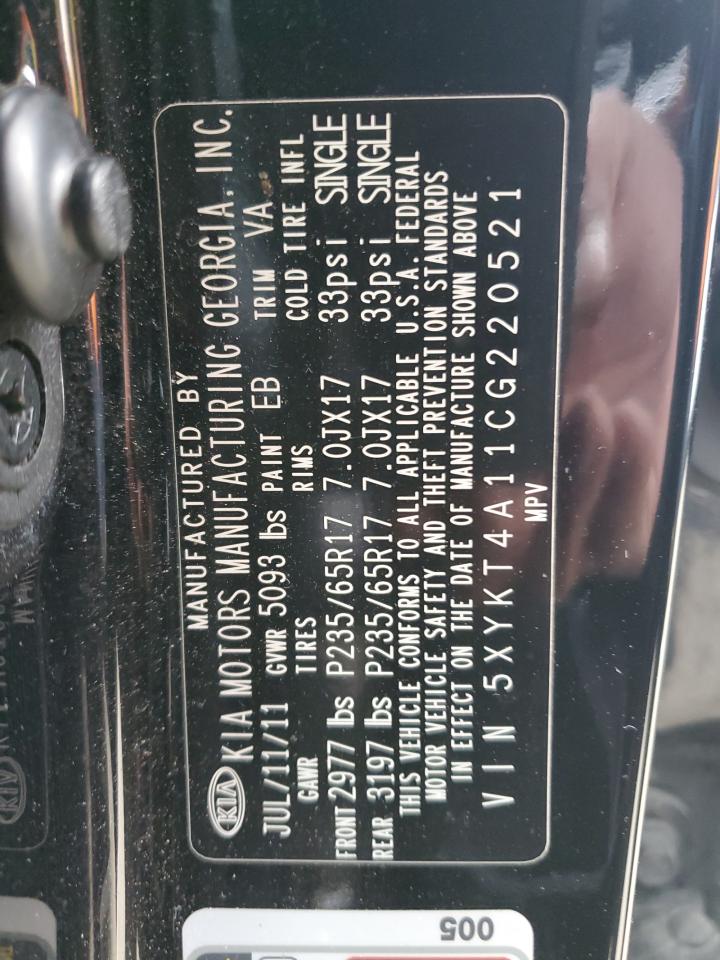 MANUFACTURED BY
KIA KIA MOTORS MANUFACTURING GEORGIA, INC.
JUL/11/11 GVWR 5093 lbs PAINT EB TRIM VA
GAWR TIRES RIMS COLD TIRE INFL
FRONT 2977 lbs P235/65R17 7.0JX17 33psi SINGLE
REAR 3197 lbs P235/65R17 7.0JX17 33psi SINGLE
THIS VEHICLE CONFORMS TO ALL APPLICABLE U.S.A. FEDERAL
MOTOR VEHICLE SAFETY AND THEFT PREVENTION STANDARDS
IN EFFECT ON THE DATE OF MANUFACTURE SHOWN ABOVE
VIN 5XYKT4A11CG220521
MPV
005